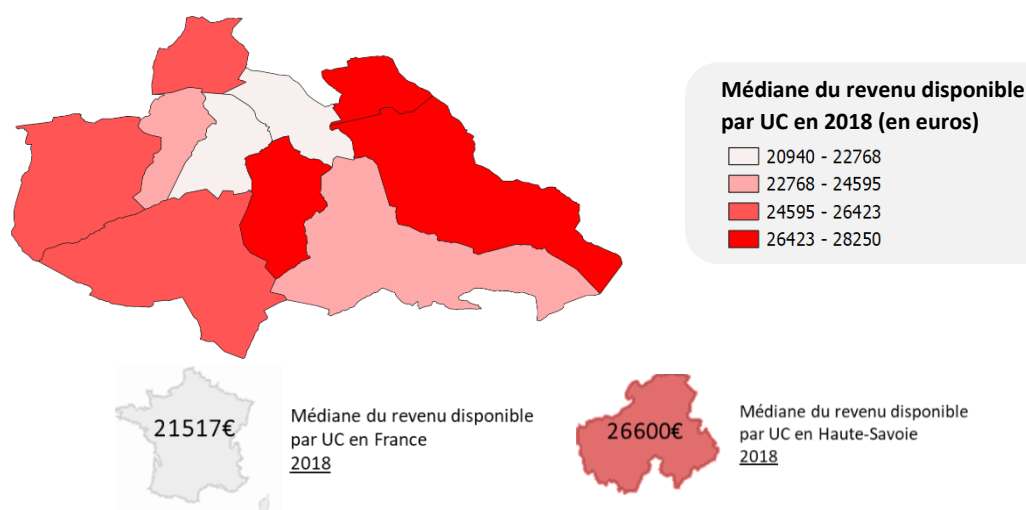 Médiane du revenu disponible
par UC en 2018 (en euros)
20940 - 22768
22768 - 24595
24595 - 26423
26423 - 28250
21517€
Médiane du revenu disponible
par UC en France
2018
26600€
Médiane du revenu disponible
par UC en Haute-Savoie
2018